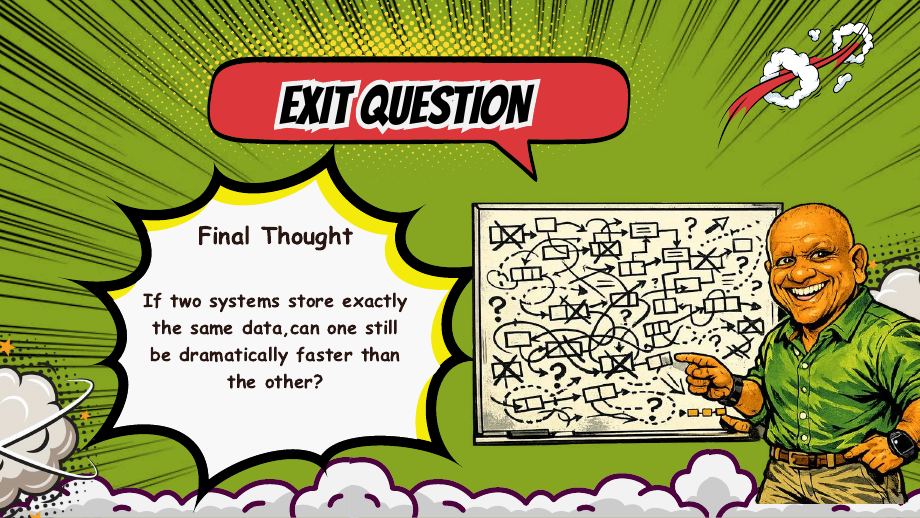 EXIT QUESTION
Final Thought
If two systems store exactly
the same data,can one still
be dramatically faster than
the other?
?
?
?
?
?
?
?
?